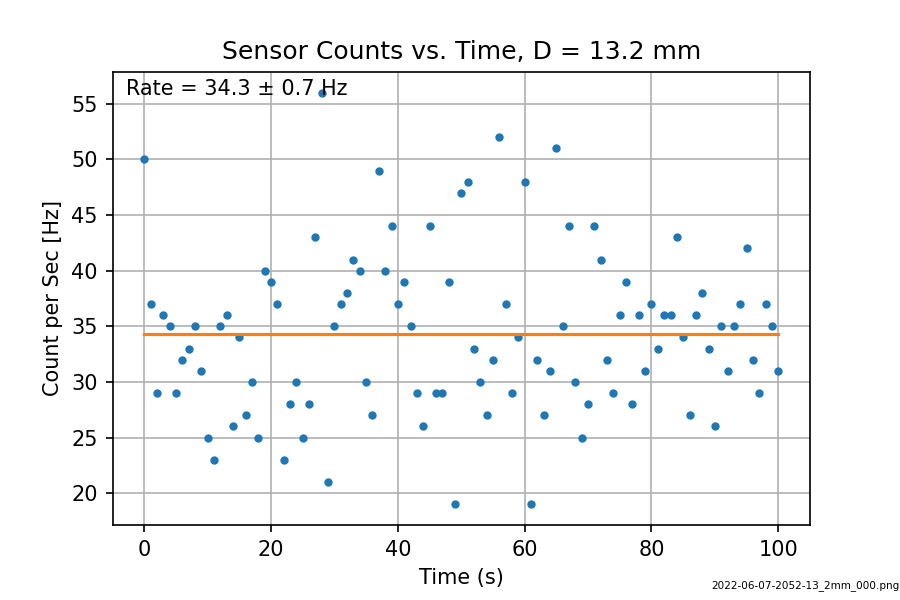 Sensor Counts vs. Time, D = 13.2 mm
Rate = 34.3 ± 0.7 Hz
Count per Sec [Hz]
55
50
45
40
35
30
25
20
0 20 40 60 80 100
Time (s)
2022-06-07-2052-13_2mm_000.png